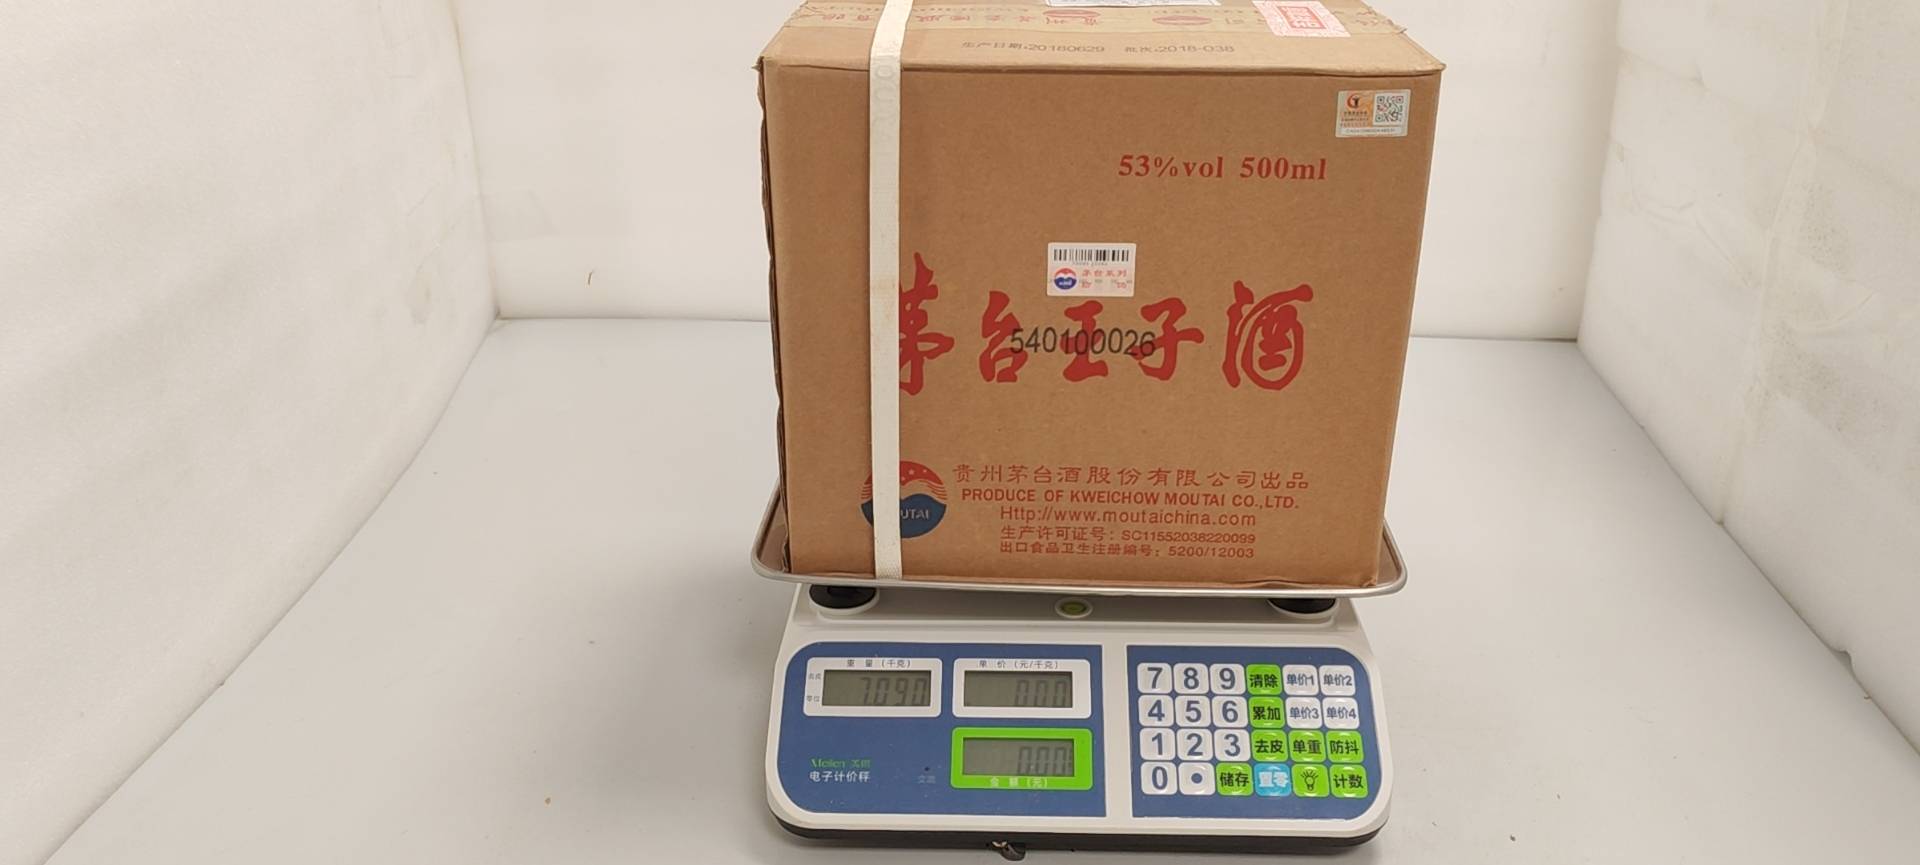 生产日期:20180629 批次:2018-038
53%vol 500ml
茅台系列
茅台王子酒
540100026
MOUTAI
贵州茅台酒股份有限公司出品
PRODUCE OF KWEICHOW MOUTAI CO.,LTD.
Http://www.moutaichina.com
生产许可证号: SC11552038220099
出口食品卫生注册编号: 5200/12003
重量(千克) 单价(元/千克)
7.090 0.00
0.00
金额(元)
Meilen
电子计价秤
7 8 9 清除 单价1 单价2
4 5 6 累加 单价3 单价4
1 2 3 去皮 单重 防抖
0 . 储存 置零 计数